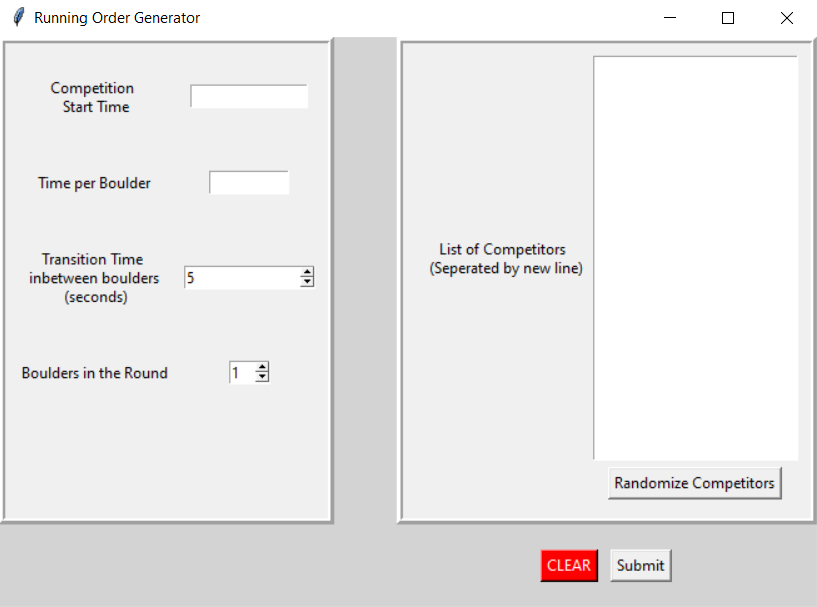 Running Order Generator
Competition
Start Time
Time per Boulder
Transition Time
inbetween boulders
(seconds)
5
Boulders in the Round
1
List of Competitors
(Seperated by new line)
Randomize Competitors
CLEAR
Submit